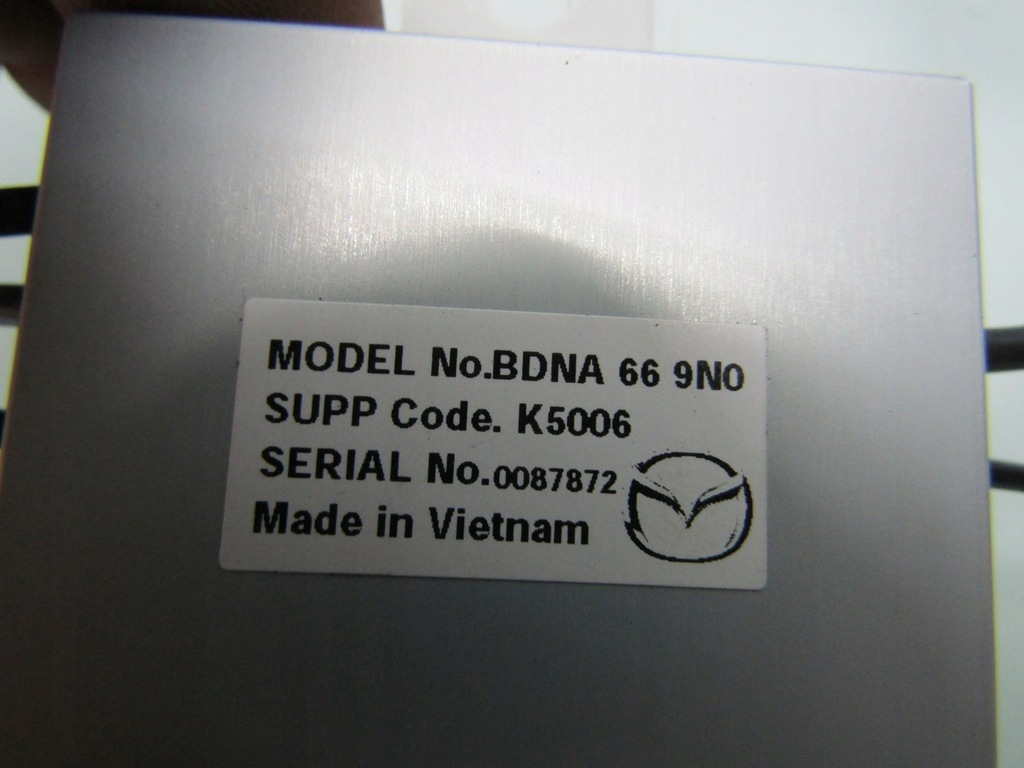 MODEL No.BDNA 66 9N0
SUPP Code. K5006
SERIAL No.0087872
Made in Vietnam